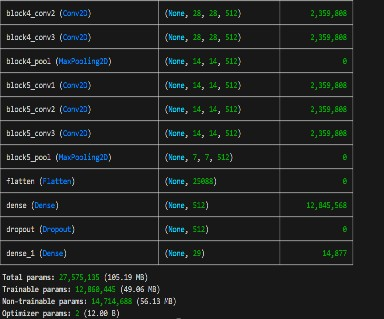 block4_conv2 (Conv2D) (None, 28, 28, 512) 2,359,808
block4_conv3 (Conv2D) (None, 28, 28, 512) 2,359,808
block4_pool (MaxPooling2D) (None, 14, 14, 512) 0
block5_conv1 (Conv2D) (None, 14, 14, 512) 2,359,808
block5_conv2 (Conv2D) (None, 14, 14, 512) 2,359,808
block5_conv3 (Conv2D) (None, 14, 14, 512) 2,359,808
block5_pool (MaxPooling2D) (None, 7, 7, 512) 0
flatten (Flatten) (None, 25088) 0
dense (Dense) (None, 512) 12,845,568
dropout (Dropout) (None, 512) 0
dense_1 (Dense) (None, 29) 14,877
Total params: 27,575,135 (105.19 MB)
Trainable params: 12,860,445 (49.06 MB)
Non-trainable params: 14,714,688 (56.13 MB)
Optimizer params: 2 (12.00 B)